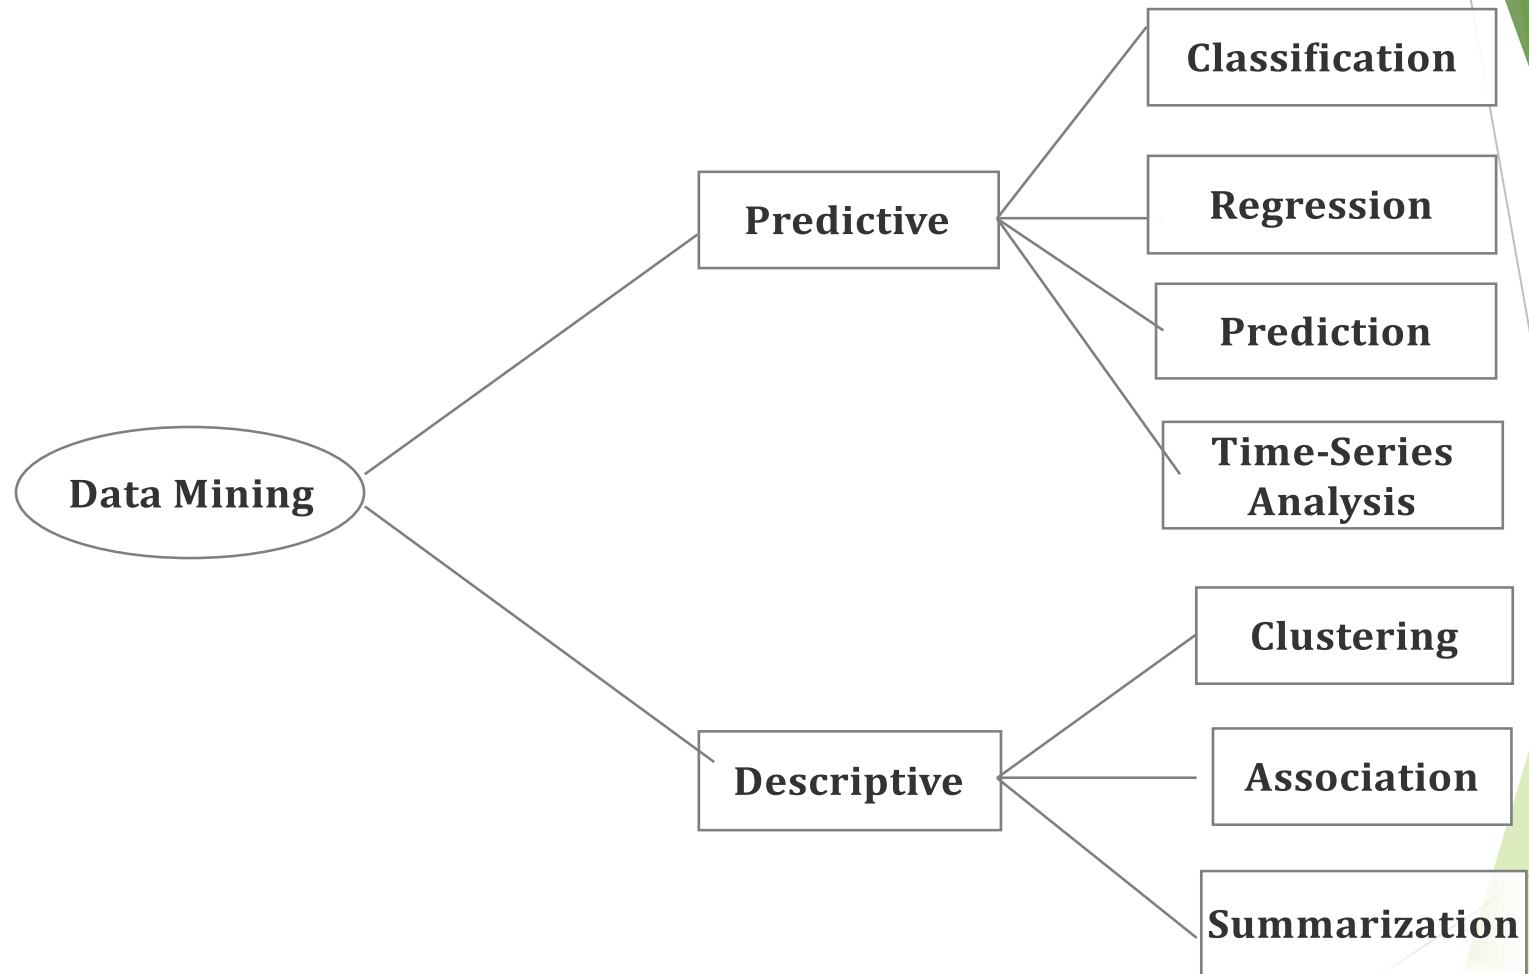 Classification
Regression
Predictive
Prediction
Time-Series
Analysis
Data Mining
Clustering
Descriptive
Association
Summarization